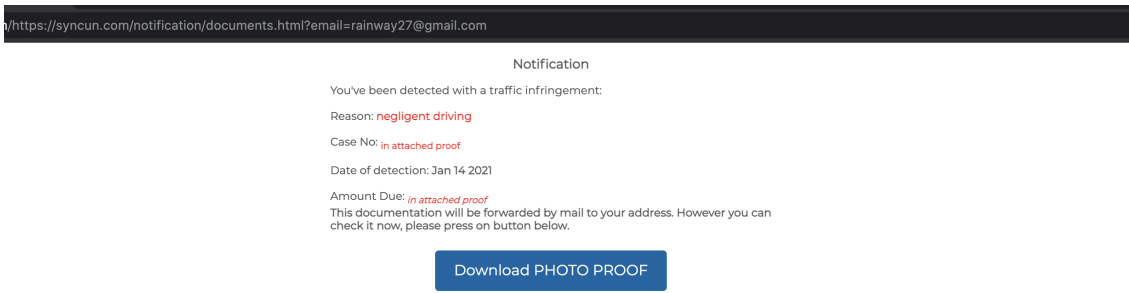 /https://syncun.com/notification/documents.html?email=rainway27@gmail.com
Notification
You've been detected with a traffic infringement:
Reason: negligent driving
Case No: in attached proof
Date of detection: Jan 14 2021
Amount Due: in attached proof
This documentation will be forwarded by mail to your address. However you can
check it now, please press on button below.
Download PHOTO PROOF